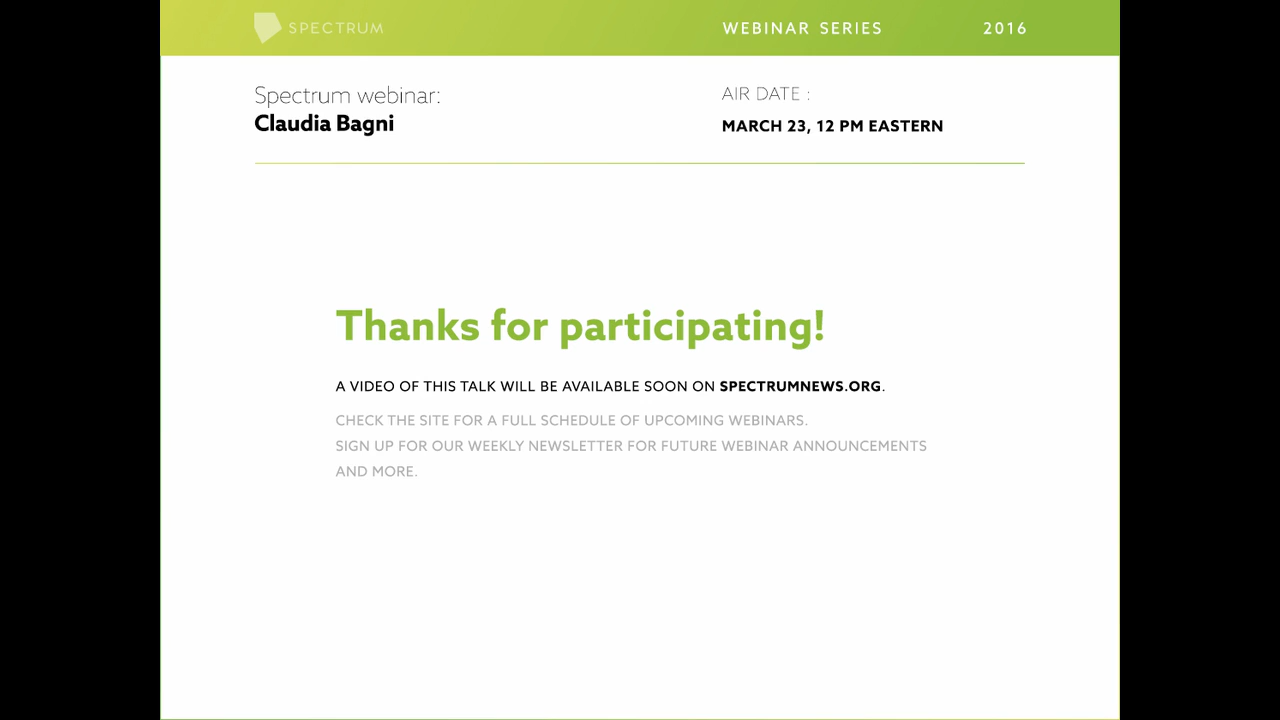 SPECTRUM
WEBINAR SERIES
2016
Spectrum webinar:
Claudia Bagni
AIR DATE :
MARCH 23, 12 PM EASTERN
Thanks for participating!
A VIDEO OF THIS TALK WILL BE AVAILABLE SOON ON SPECTRUMNEWS.ORG.
CHECK THE SITE FOR A FULL SCHEDULE OF UPCOMING WEBINARS.
SIGN UP FOR OUR WEEKLY NEWSLETTER FOR FUTURE WEBINAR ANNOUNCEMENTS
AND MORE.